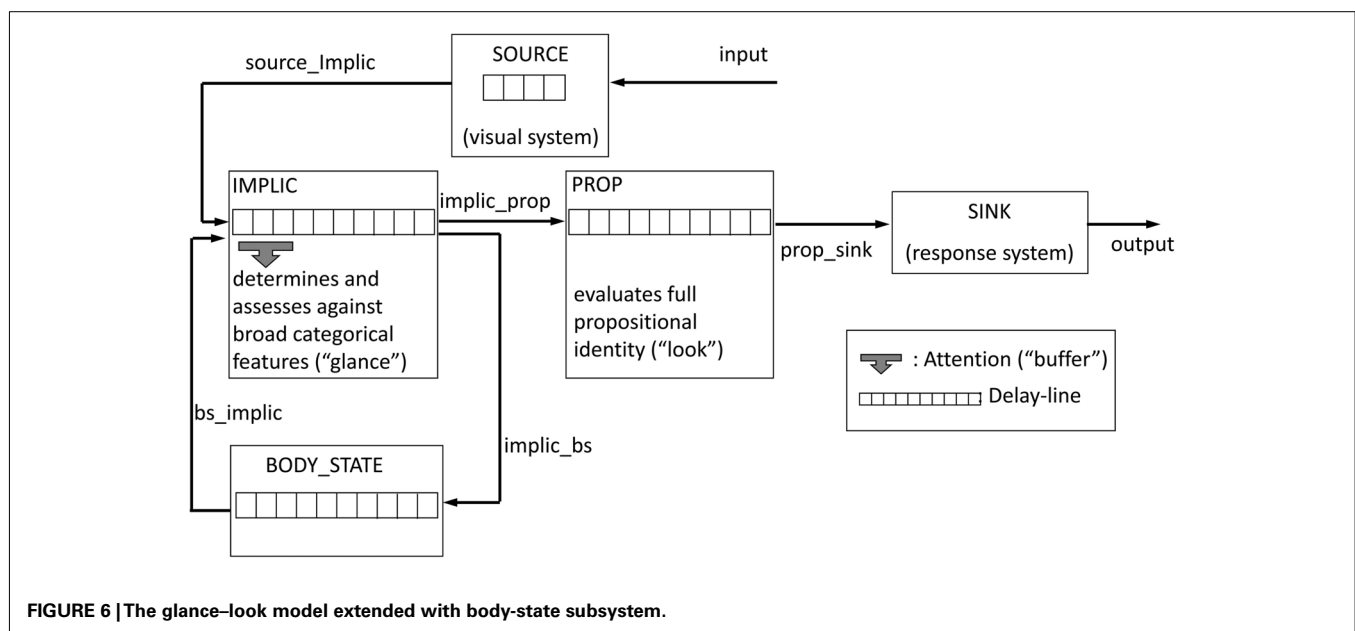 source_Implic
SOURCE
(visual system)
input
IMPLIC
determines and
assesses against
broad categorical
features (“glance”)
implic_prop
PROP
evaluates full
propositional
identity (“look”)
prop_sink
SINK
(response system)
output
: Attention (“buffer”)
Delay-line
bs_implic
implic_bs
BODY_STATE
FIGURE 6 | The glance–look model extended with body-state subsystem.